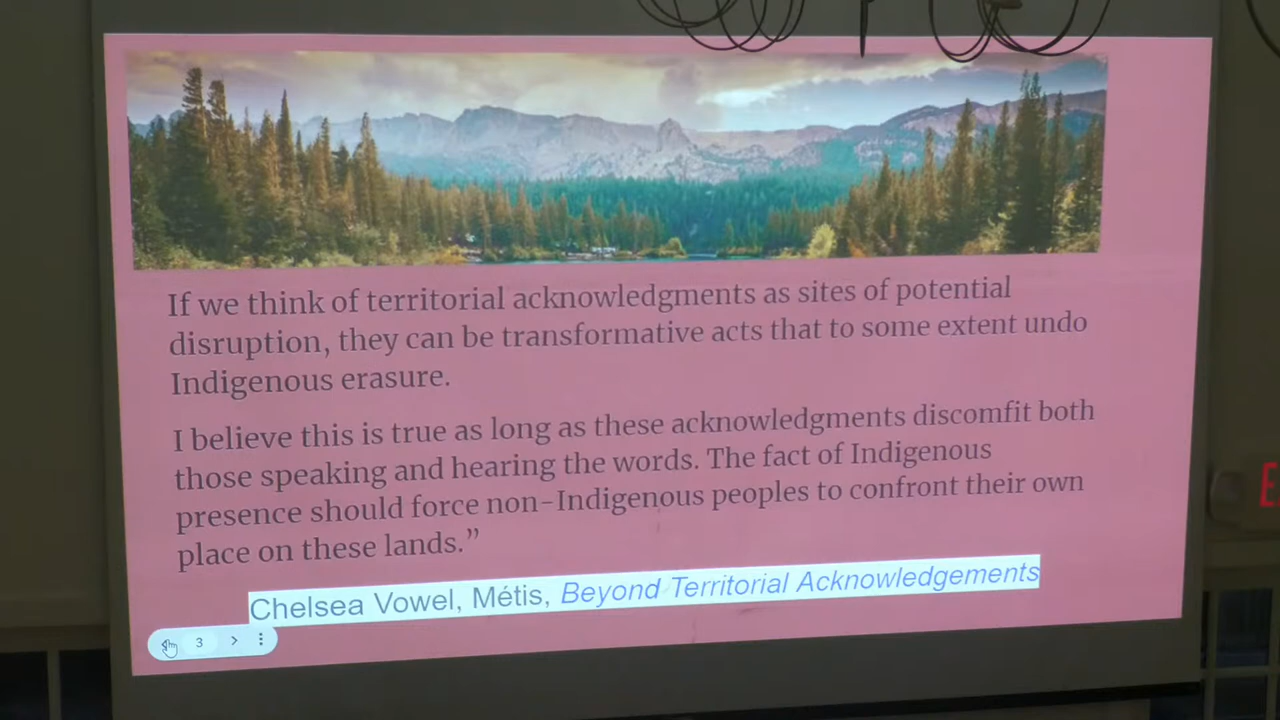 If we think of territorial acknowledgments as sites of potential
disruption, they can be transformative acts that to some extent undo
Indigenous erasure.
I believe this is true as long as these acknowledgments discomfit both
those speaking and hearing the words. The fact of Indigenous
presence should force non-Indigenous peoples to confront their own
place on these lands.”
Chelsea Vowel, Métis, Beyond Territorial Acknowledgements
3
E